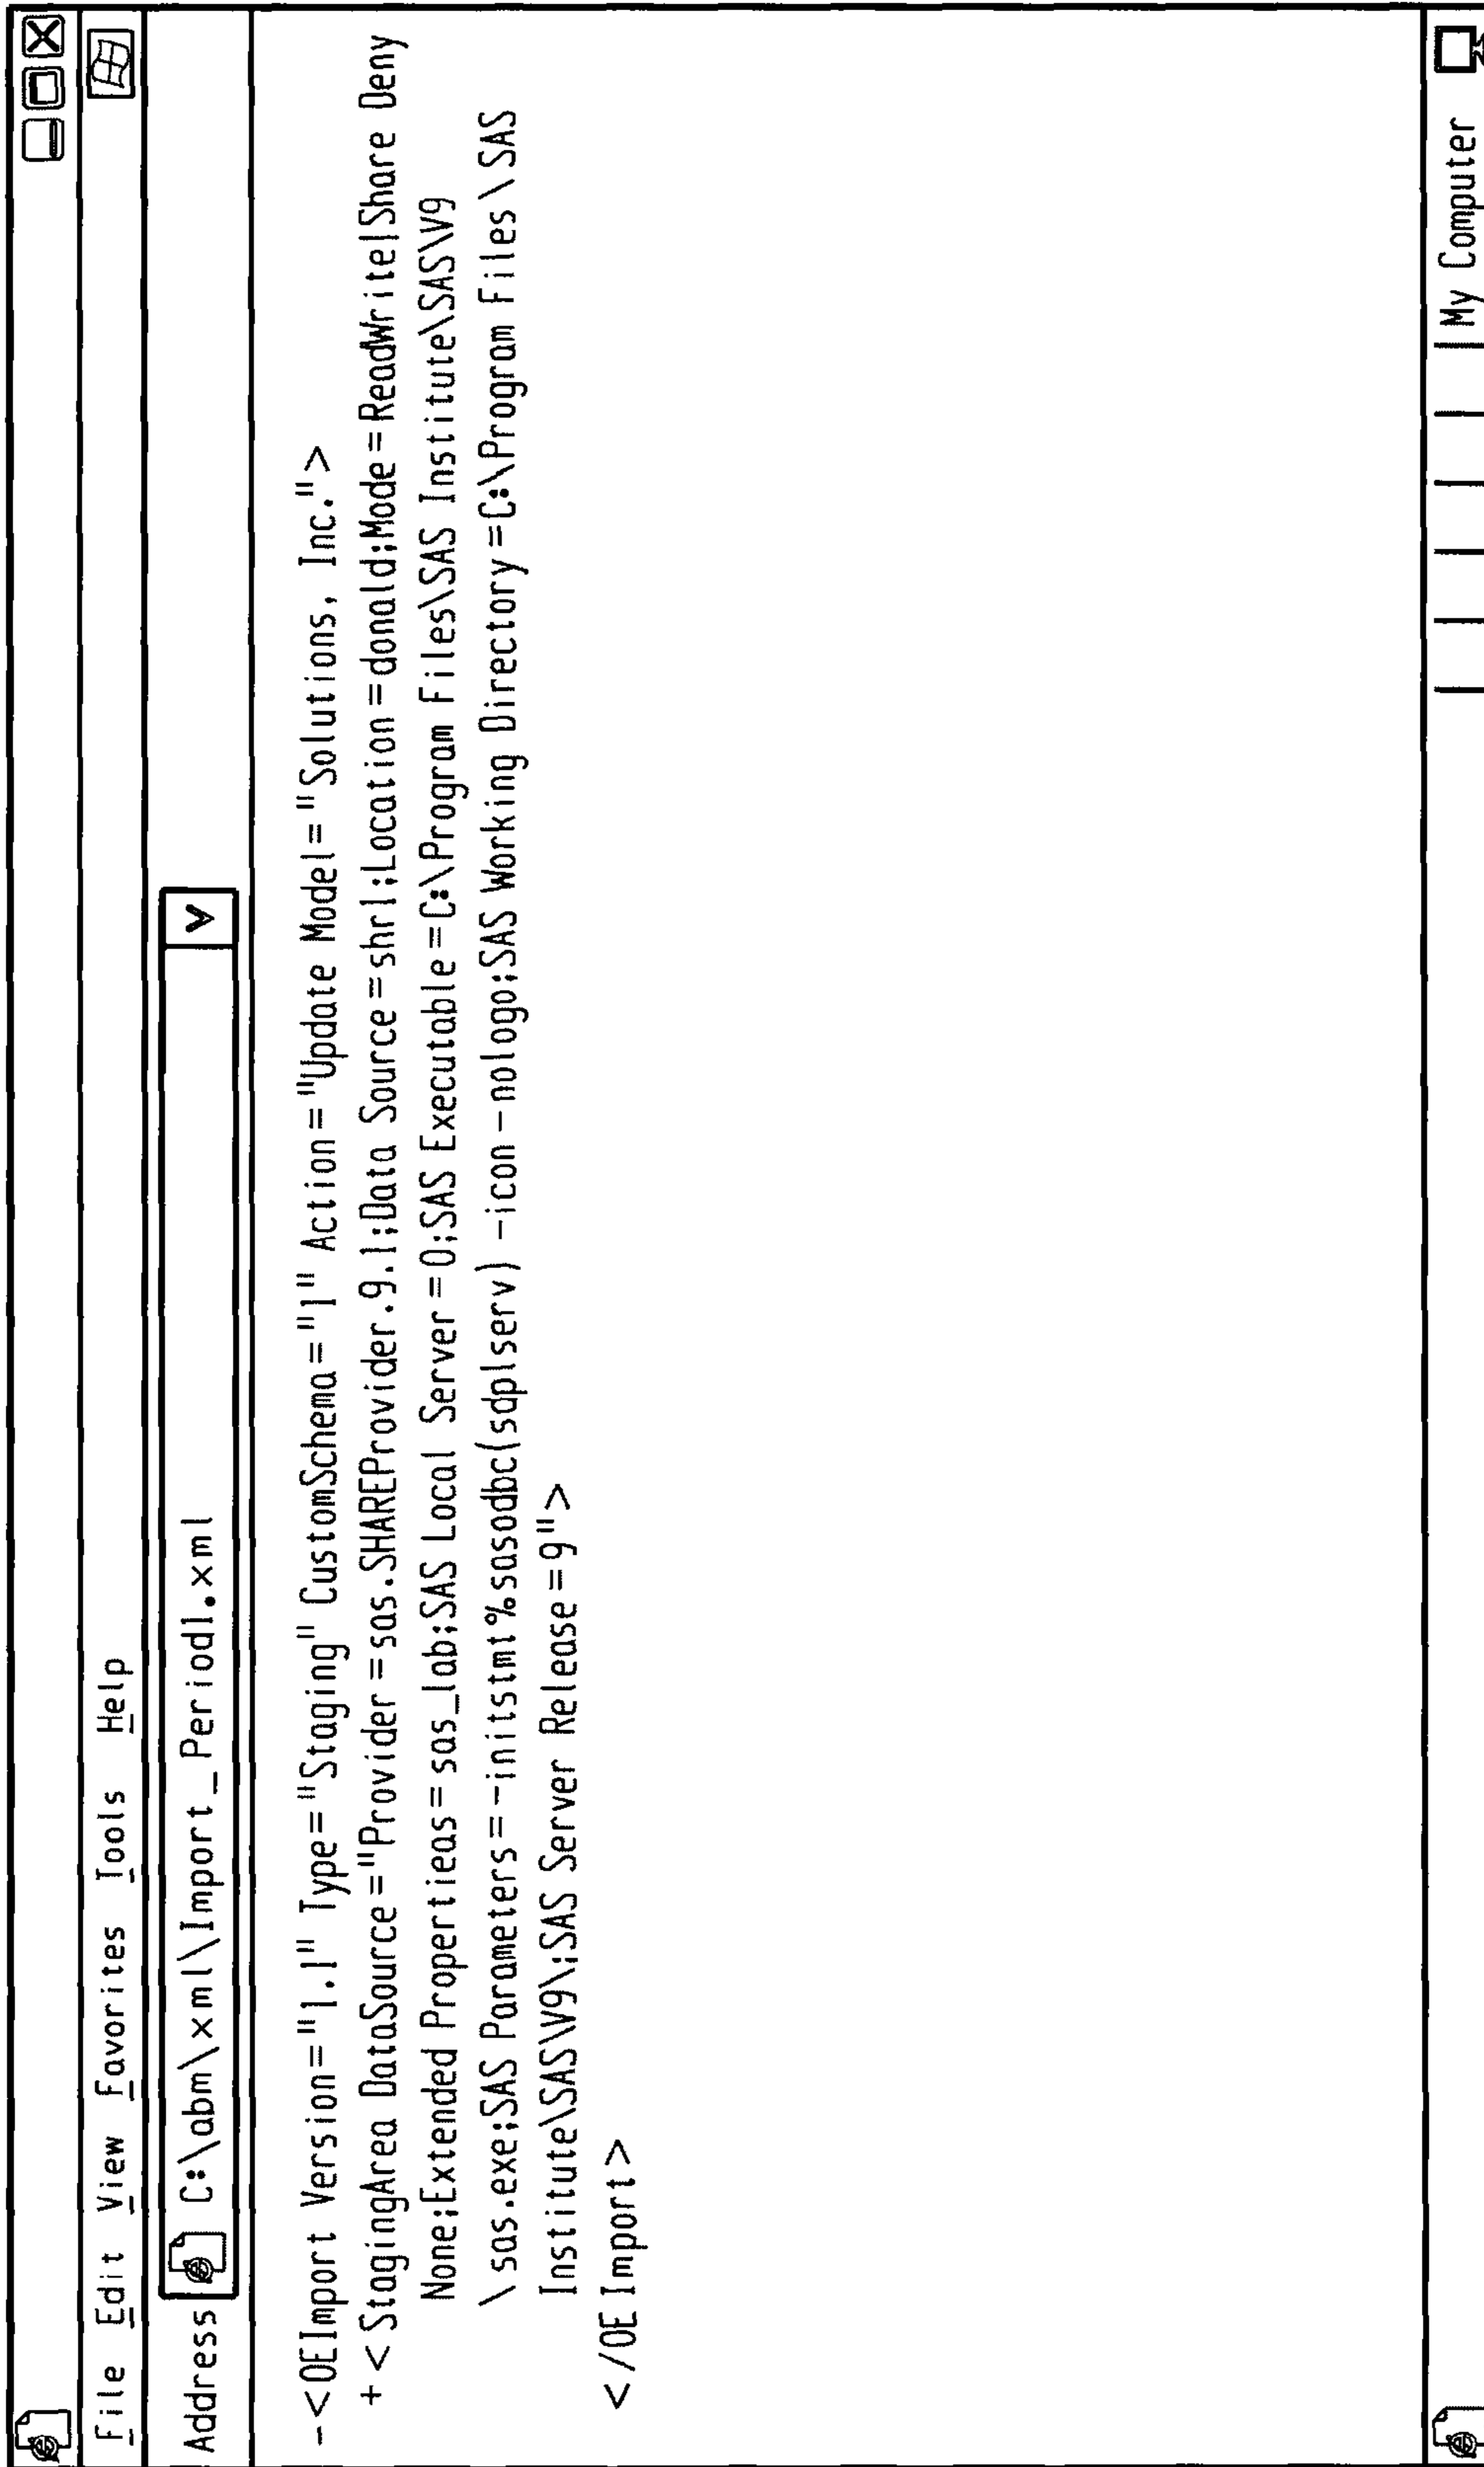 File Edit View Favorites Tools Help
Address C:\abm\xml\Import_Period1.xml
-<OEImport Version="1.1" Type="Staging" CustomSchema="1" Action="Update Model="Solutions, Inc.">
+ <StagingArea DataSource="Provider=sas.SHAREProvider.9.1;Data Source=shr1;Location=donald;Mode=ReadWrite|Share Deny
None;Extended Propertieas=sas_lab;SAS Local Server=0;SAS Executable=C:\Program Files\SAS Institute\SAS\V9
\sas.exe;SAS Parameters=-initstmt%sasodbc(sdplserv) -icon-nologo;SAS Working Directory=C:\Program Files\SAS
Institute\SAS\V9\;SAS Server Release=9">
</OE Import>
My Computer